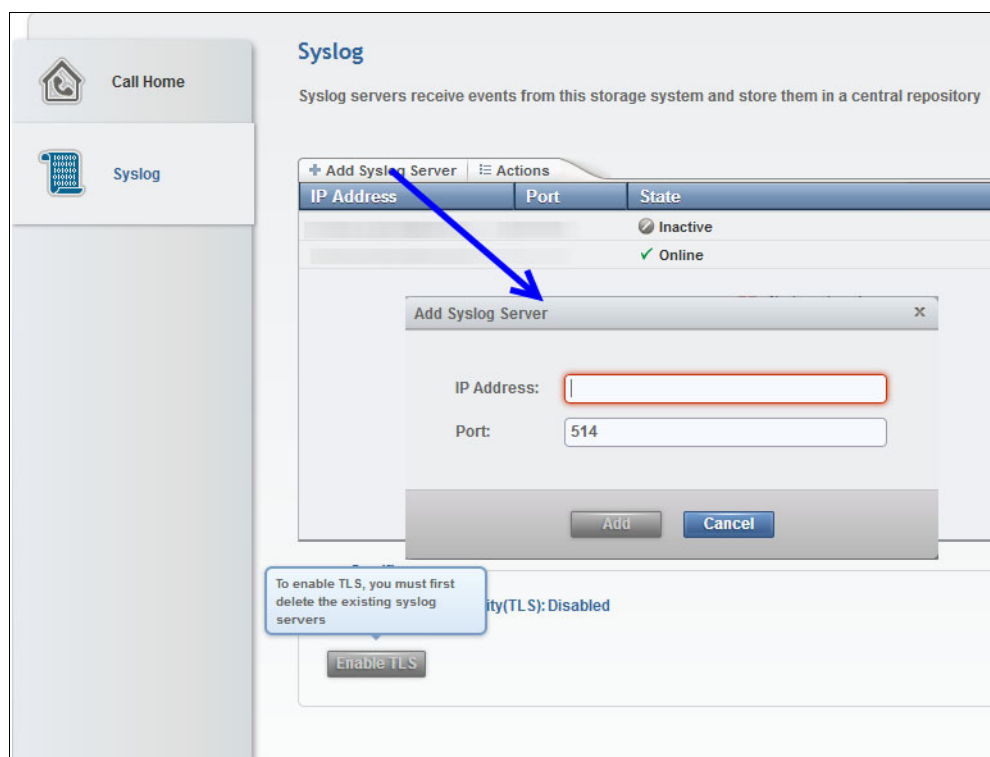 Call Home
Syslog
Syslog
Syslog servers receive events from this storage system and store them in a central repository
Add Syslog Server Actions
IP Address Port State
Inactive
Online
Add Syslog Server x
IP Address:
Port: 514
Add Cancel
To enable TLS, you must first
delete the existing syslog
servers
ity(TLS): Disabled
Enable TLS